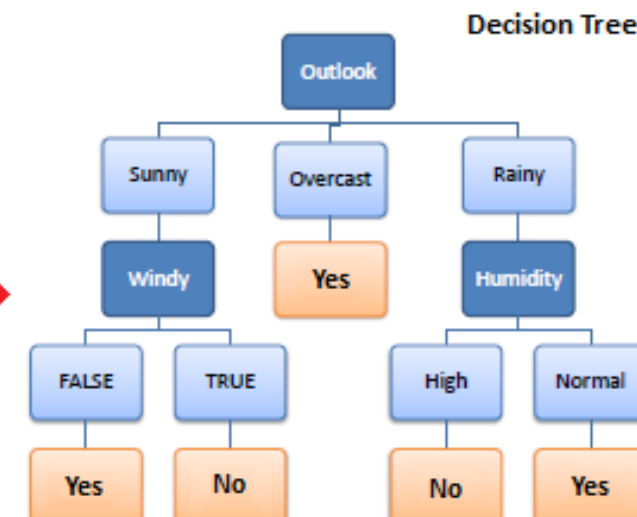 Decision Tree
Outlook
Sunny Overcast Rainy
Windy Yes Humidity
FALSE TRUE High Normal
Yes No No Yes